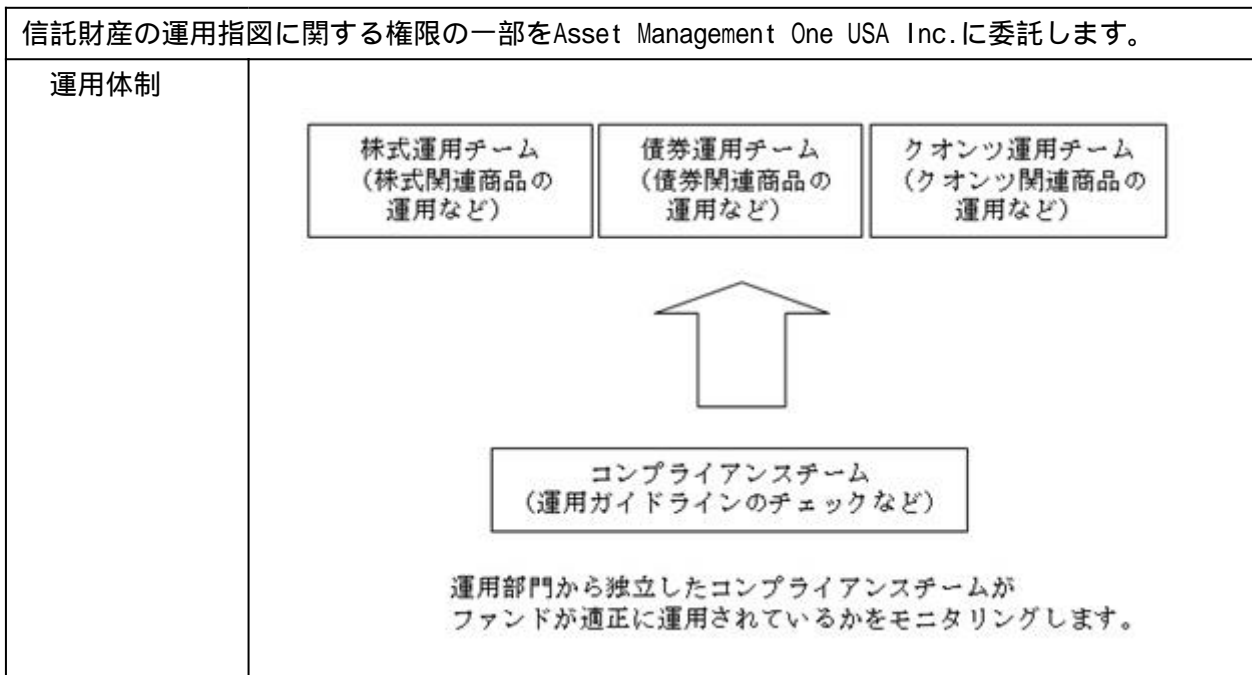 信託財産の運用指図に関する権限の一部をAsset Management One USA Inc.に委託します。
運用体制
株式運用チーム
(株式関連商品の
運用など)
債券運用チーム
(債券関連商品の
運用など)
クオンツ運用チーム
(クオンツ関連商品の
運用など)
コンプライアンスチーム
(運用ガイドラインのチェックなど)
運用部門から独立したコンプライアンスチームが
ファンドが適正に運用されているかをモニタリングします。